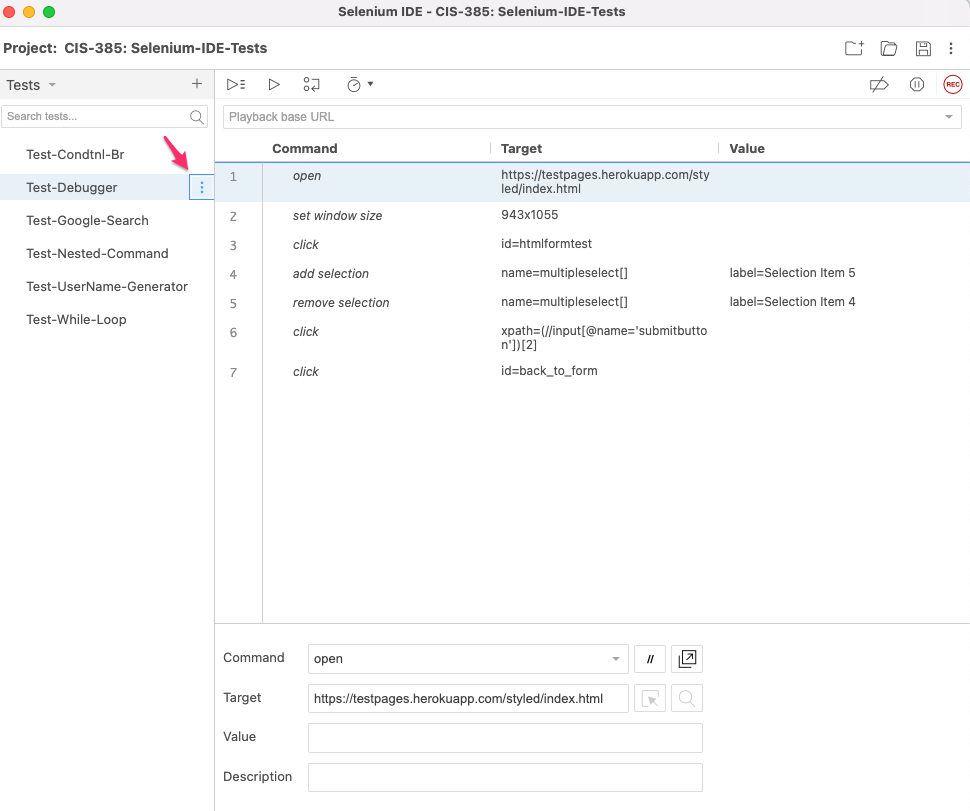 Selenium IDE - CIS-385: Selenium-IDE-Tests
Project: CIS-385: Selenium-IDE-Tests
Tests
REC
Search tests...
Playback base URL
Test-Condtnl-Br
Test-Debugger
Test-Google-Search
Test-Nested-Command
Test-UserName-Generator
Test-While-Loop
Command Target Value
1 open https://testpages.herokuapp.com/sty
led/index.html
2 set window size 943x1055
3 click id=htmlformtest
4 add selection name=multipleselect[] label=Selection Item 5
5 remove selection name=multipleselect[] label=Selection Item 4
6 click xpath=(//input[@name='submitbutto
n'])[2]
7 click id=back_to_form
Command open //
Target https://testpages.herokuapp.com/styled/index.html
Value
Description